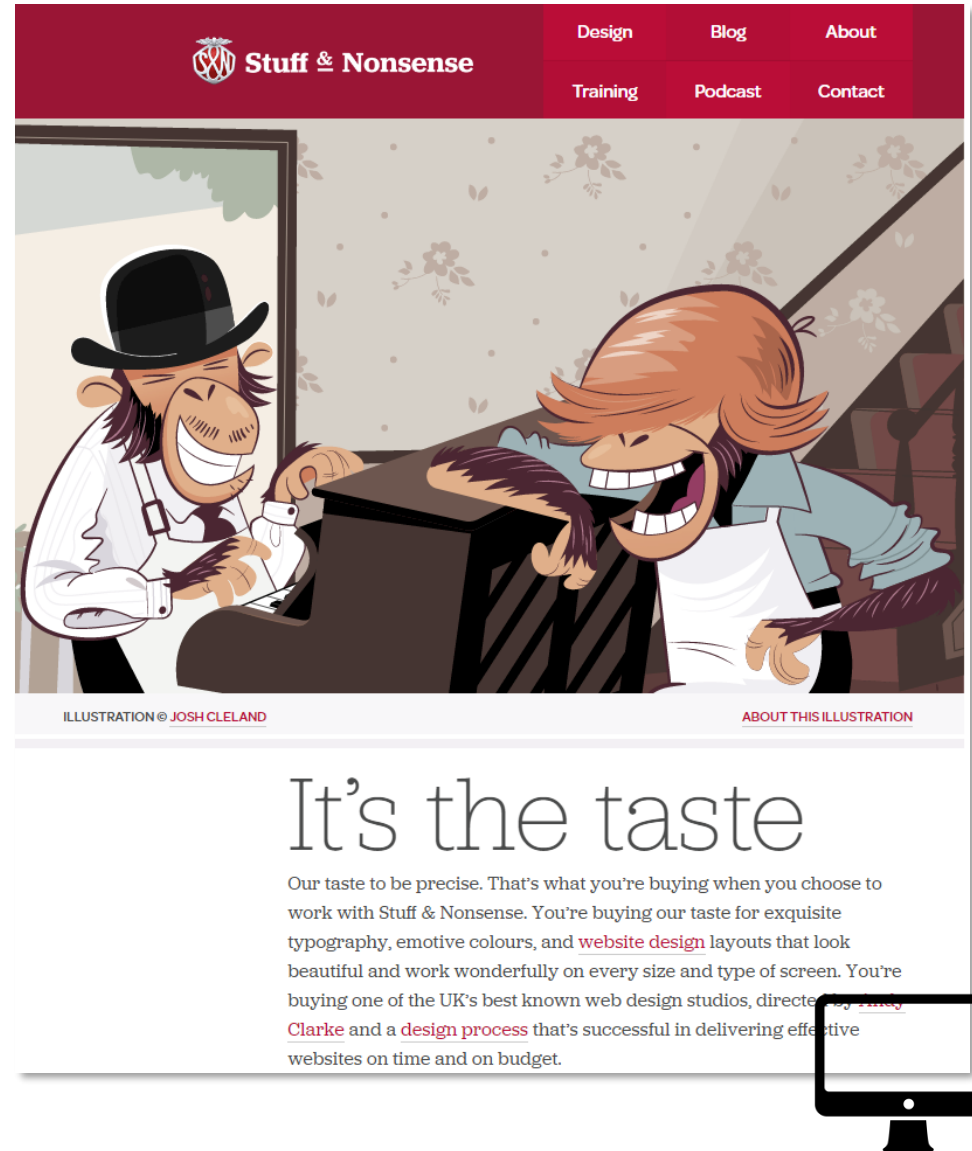 Stuff & Nonsense
Design Blog About
Training Podcast Contact
ILLUSTRATION © JOSH CLELAND
ABOUT THIS ILLUSTRATION
It's the taste
Our taste to be precise. That's what you're buying when you choose to
work with Stuff & Nonsense. You're buying our taste for exquisite
typography, emotive colours, and website design layouts that look
beautiful and work wonderfully on every size and type of screen. You're
buying one of the UK's best known web design studios, directed by Andy
Clarke and a design process that's successful in delivering effective
websites on time and on budget.